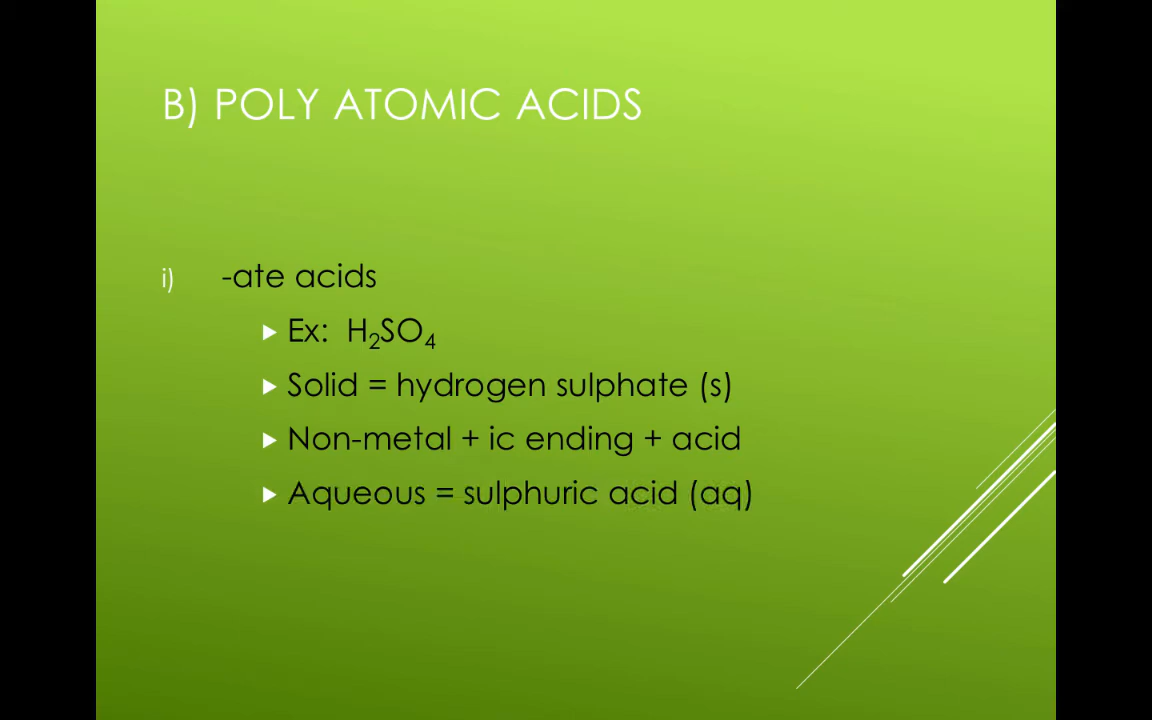 B) POLY ATOMIC ACIDS
i) -ate acids
Ex: H₂SO₄
Solid = hydrogen sulphate (s)
Non-metal + ic ending + acid
Aqueous = sulphuric acid (aq)